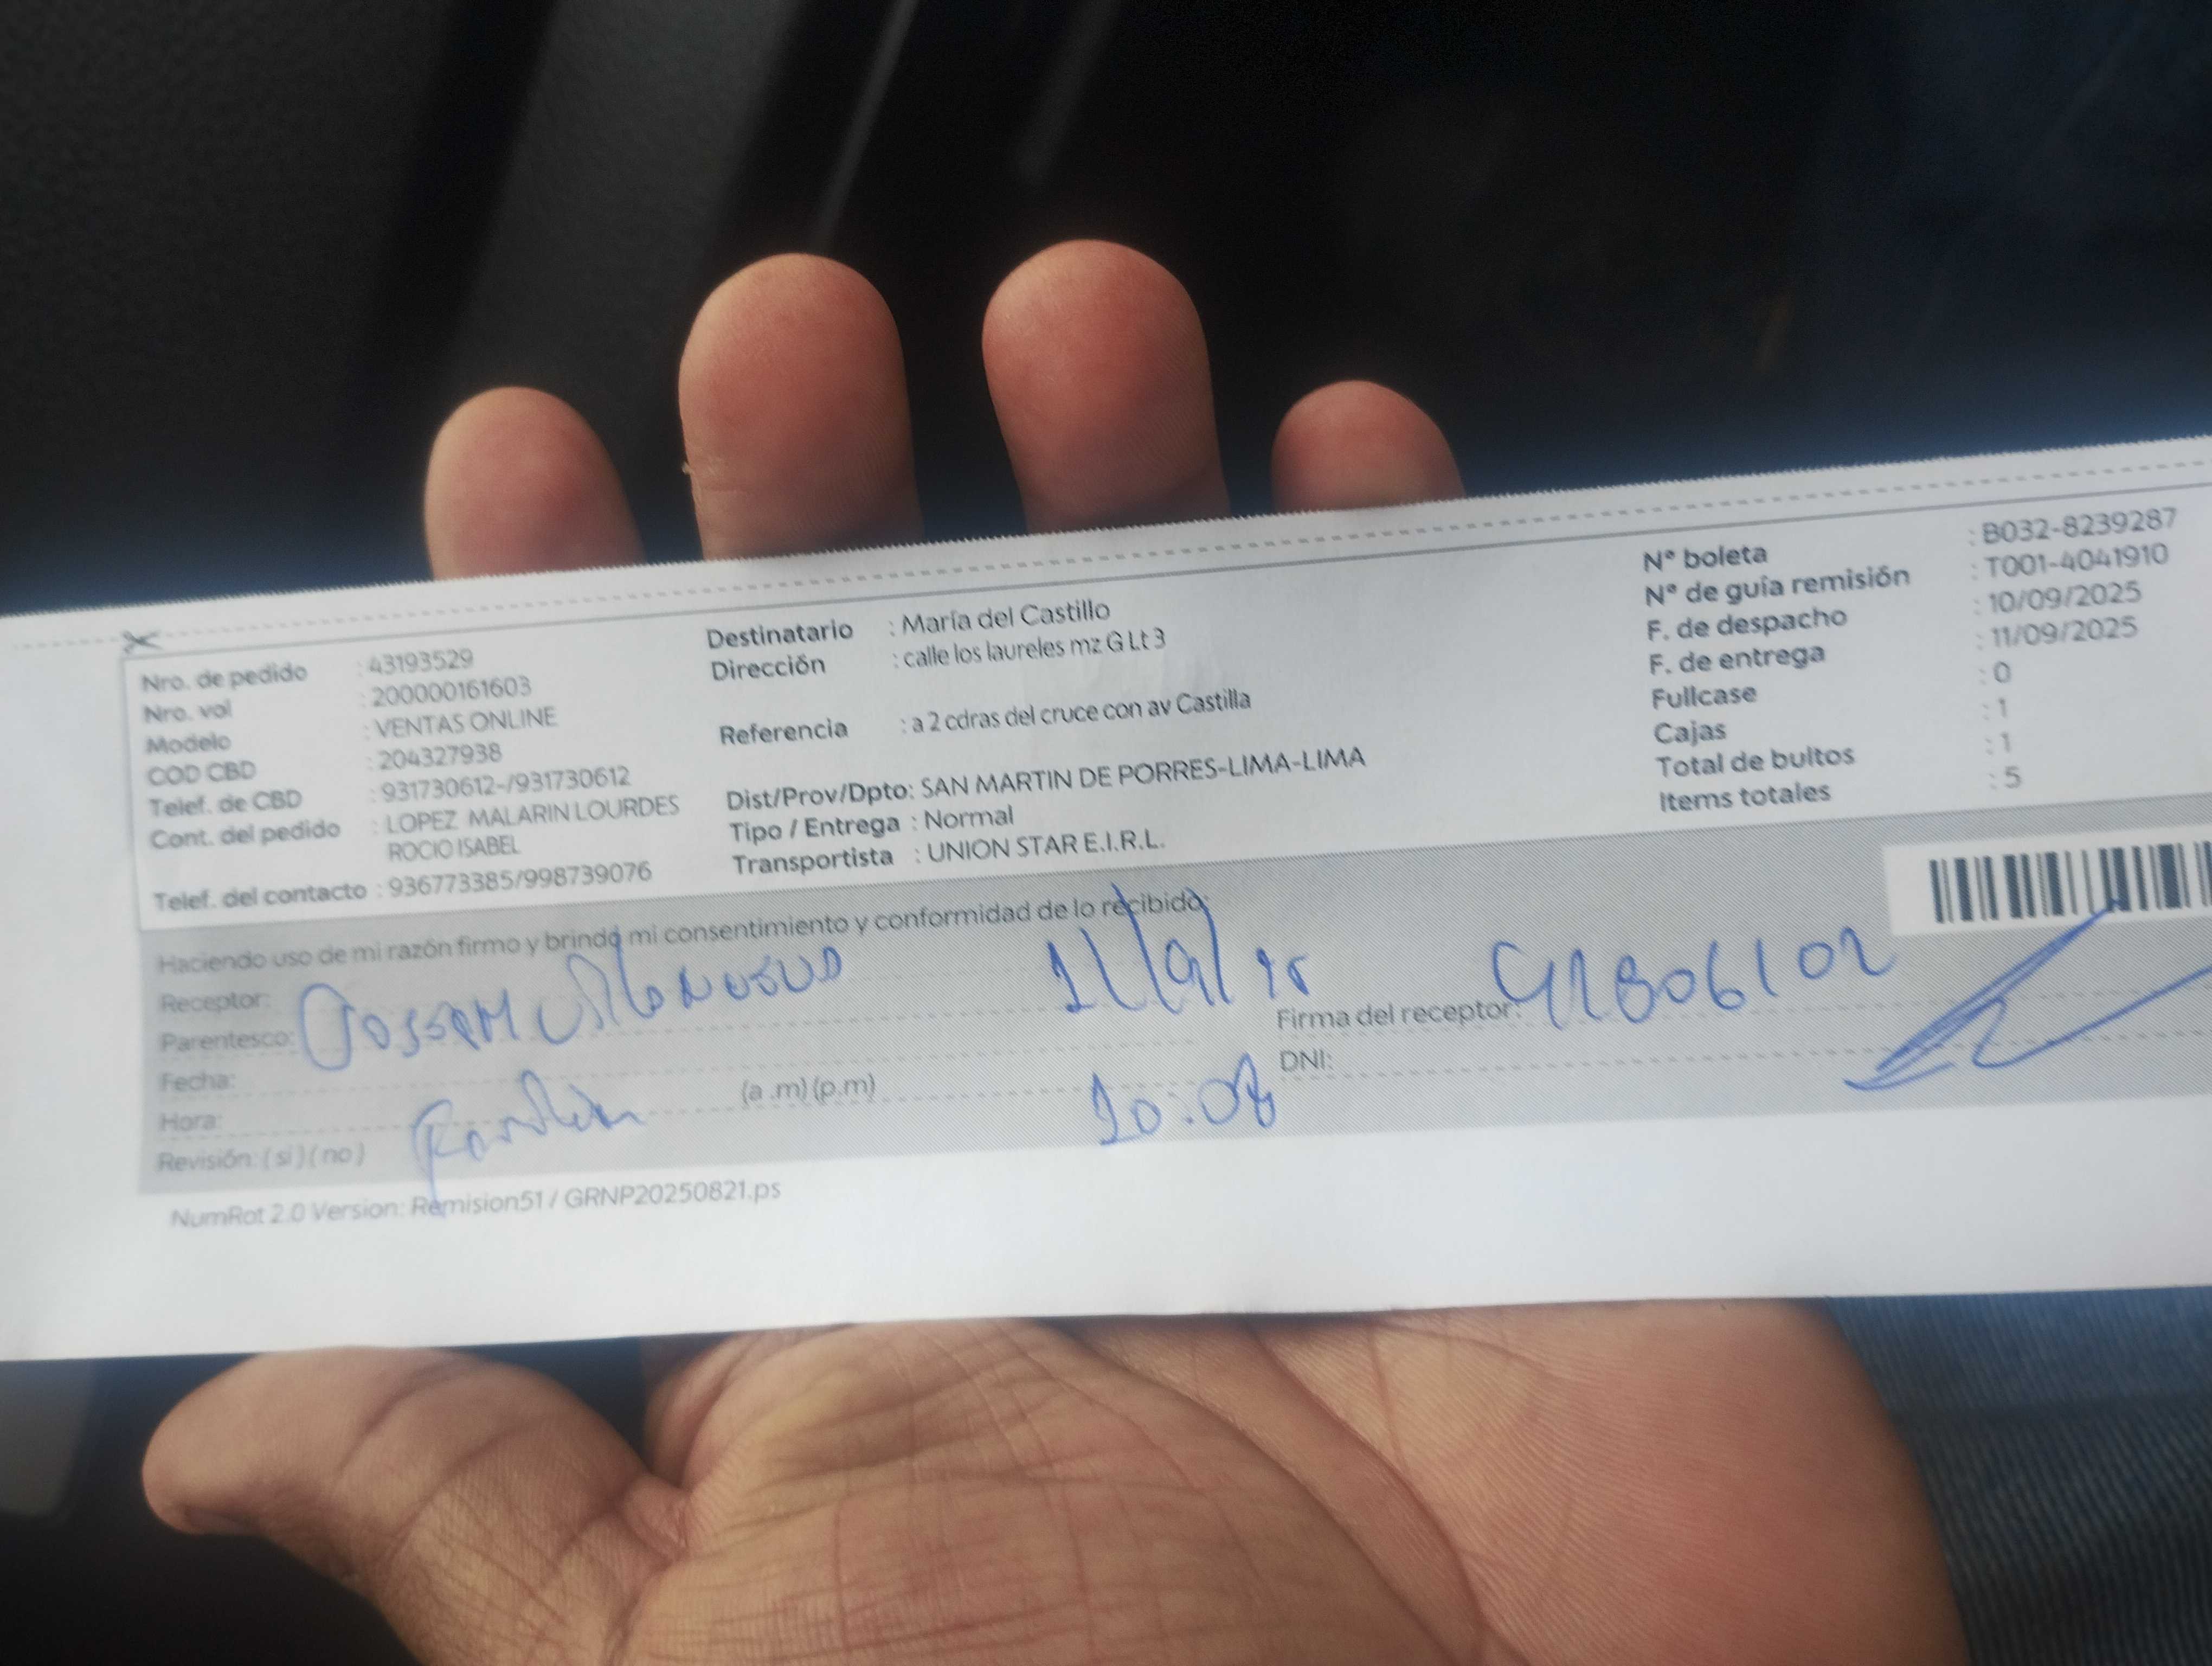 Nro. de pedido : 43193529
Nro. vol : 200000161603
Modelo : VENTAS ONLINE
COD CBD : 204327938
Telef. de CBD : 931730612-/931730612
Cont. del pedido : LOPEZ MALARIN LOURDES
ROCIO ISABEL
Telef. del contacto : 936773385/998739076
Destinatario : María del Castillo
Dirección : calle los laureles mz G Lt 3
Referencia : a 2 cdras del cruce con av Castilla
Dist/Prov/Dpto: SAN MARTIN DE PORRES-LIMA-LIMA
Tipo / Entrega : Normal
Transportista : UNION STAR E.I.R.L.
N° boleta : B032-8239287
N° de guía remisión : T001-4041910
F. de despacho : 10/09/2025
F. de entrega : 11/09/2025
Fullcase : 0
Cajas : 1
Total de bultos : 1
Items totales : 5
Haciendo uso de mi razón firmo y brindo mi consentimiento y conformidad de lo recibido:
Receptor:
Parentesco:
Fecha: 11/9/
Hora: (a .m) (p.m) 10:08
Revisión: ( si ) ( no )
Firma del receptor:
DNI:
NumRot 2.0 Version: Remision51 / GRNP20250821.ps